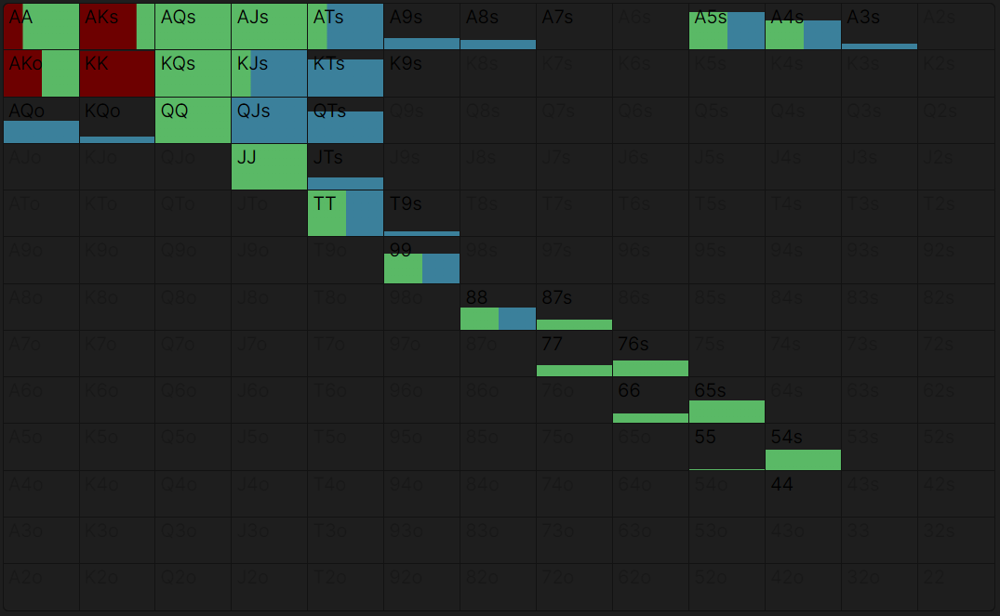 AA AKs AQs AJs ATs A9s A8s A7s A6s A5s A4s A3s A2s
AKo KK KQs KJs KTs K9s K8s K7s K6s K5s K4s K3s K2s
AQo KQo QQ QJs QTs Q9s Q8s Q7s Q6s Q5s Q4s Q3s Q2s
AJo KJo QJo JJ JTs J9s J8s J7s J6s J5s J4s J3s J2s
ATo KTo QTo JTo TT T9s T8s T7s T6s T5s T4s T3s T2s
A9o K9o Q9o J9o T9o 99 98s 97s 96s 95s 94s 93s 92s
A8o K8o Q8o J8o T8o 98o 88 87s 86s 85s 84s 83s 82s
A7o K7o Q7o J7o T7o 97o 87o 77 76s 75s 74s 73s 72s
A6o K6o Q6o J6o T6o 96o 86o 76o 66 65s 64s 63s 62s
A5o K5o Q5o J5o T5o 95o 85o 75o 65o 55 54s 53s 52s
A4o K4o Q4o J4o T4o 94o 84o 74o 64o 54o 44 43s 42s
A3o K3o Q3o J3o T3o 93o 83o 73o 63o 53o 43o 33 32s
A2o K2o Q2o J2o T2o 92o 82o 72o 62o 52o 42o 32o 22